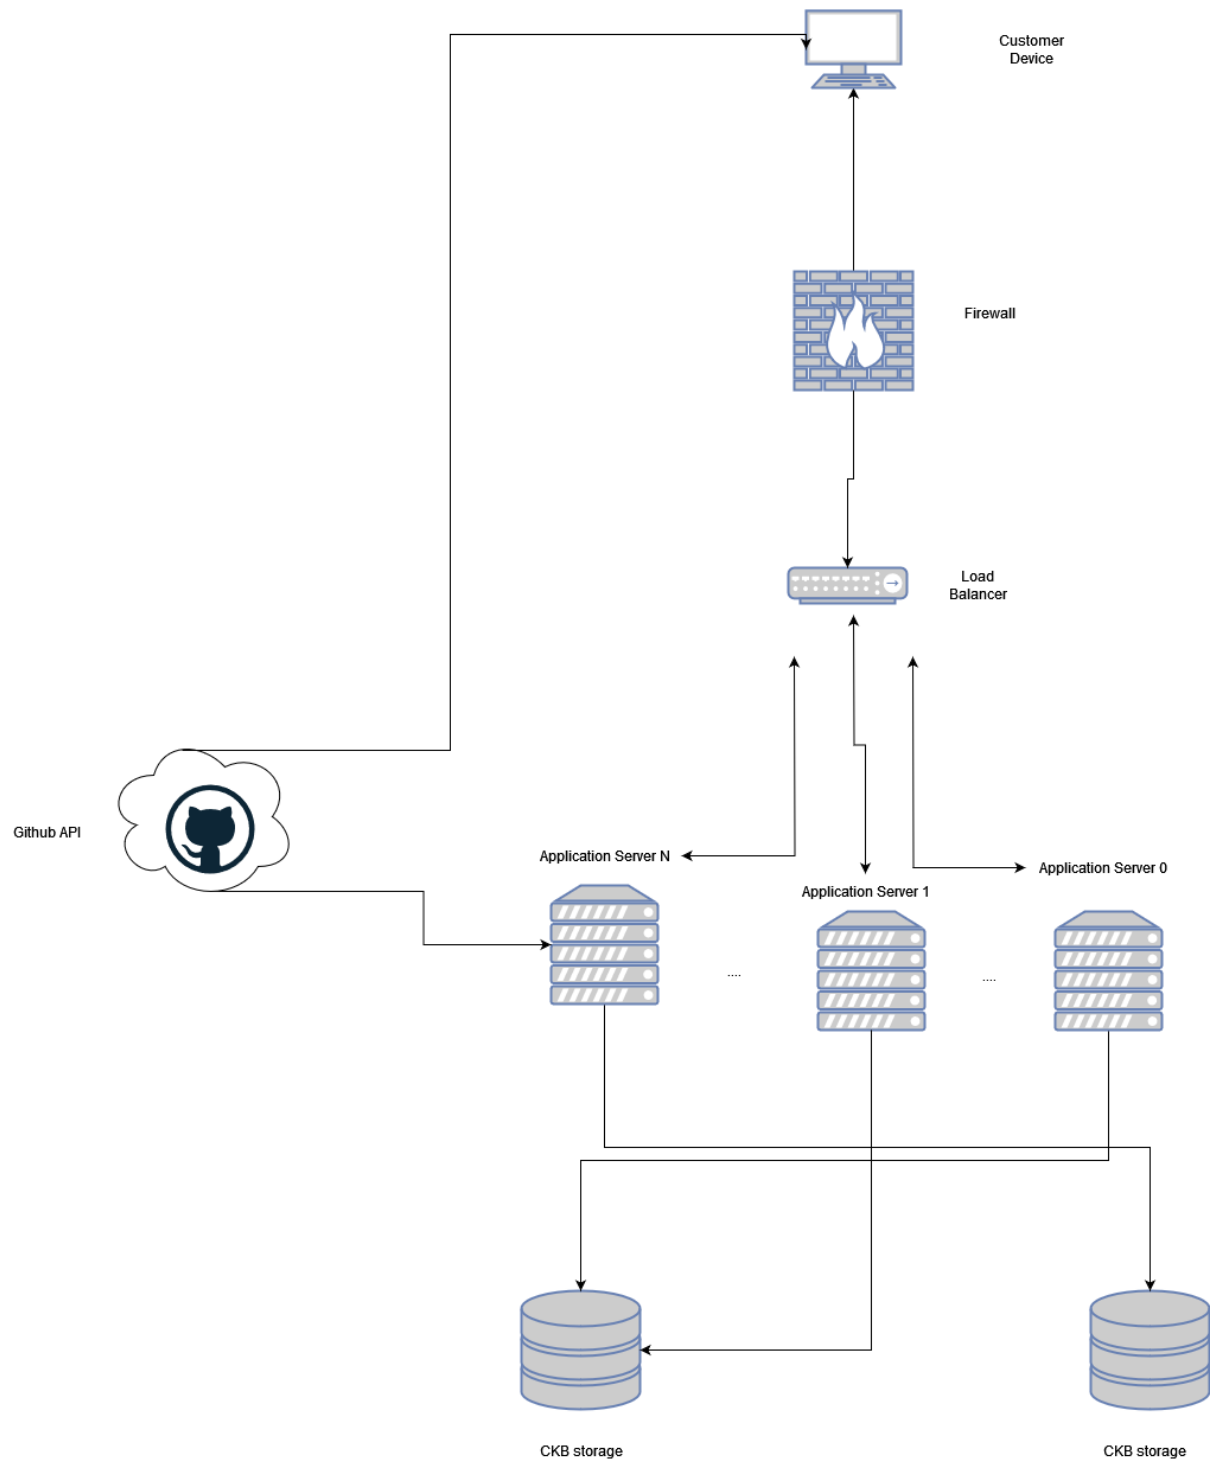 Customer
Device
Firewall
Load
Balancer
Github API
Application Server N
Application Server 0
Application Server 1
....
....
CKB storage
CKB storage